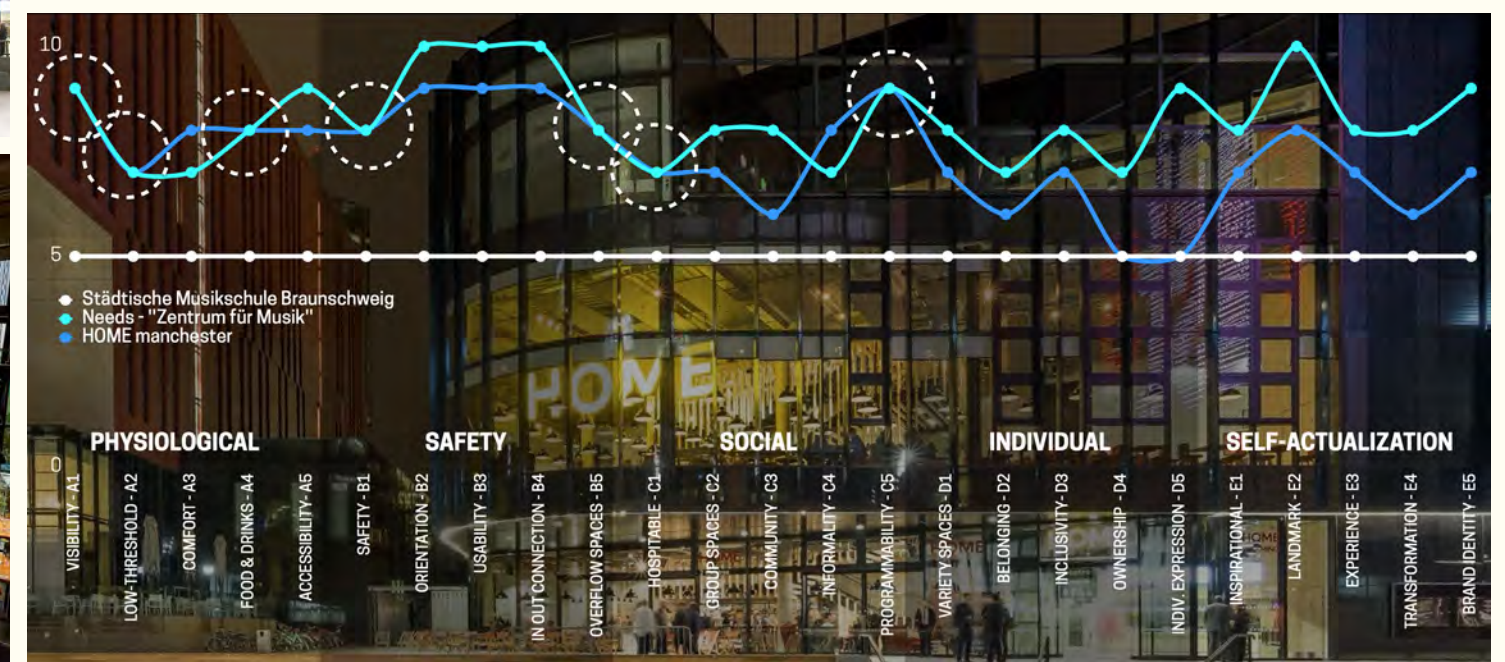 10
5
Städtische Musikschule Braunschweig
Needs - "Zentrum für Musik"
HOME manchester
HOME
PHYSIOLOGICAL
SAFETY
SOCIAL
INDIVIDUAL
SELF-ACTUALIZATION
0
VISIBILITY - A1
LOW-THRESHOLD - A2
COMFORT - A3
FOOD & DRINKS - A4
ACCESSIBILITY - A5
SAFETY - B1
ORIENTATION - B2
USABILITY - B3
IN OUT CONNECTION - B4
OVERFLOW SPACES - B5
HOSPITABLE - C1
GROUP SPACES - C2
COMMUNITY - C3
INFORMALITY - C4
PROGRAMMABILITY - C5
VARIETY SPACES - D1
BELONGING - D2
INCLUSIVITY - D3
OWNERSHIP - D4
INDIV. EXPRESSION - D5
INSPIRATIONAL - E1
LANDMARK - E2
EXPERIENCE - E3
TRANSFORMATION - E4
BRAND IDENTITY - E5
HOME
HOME
HOME